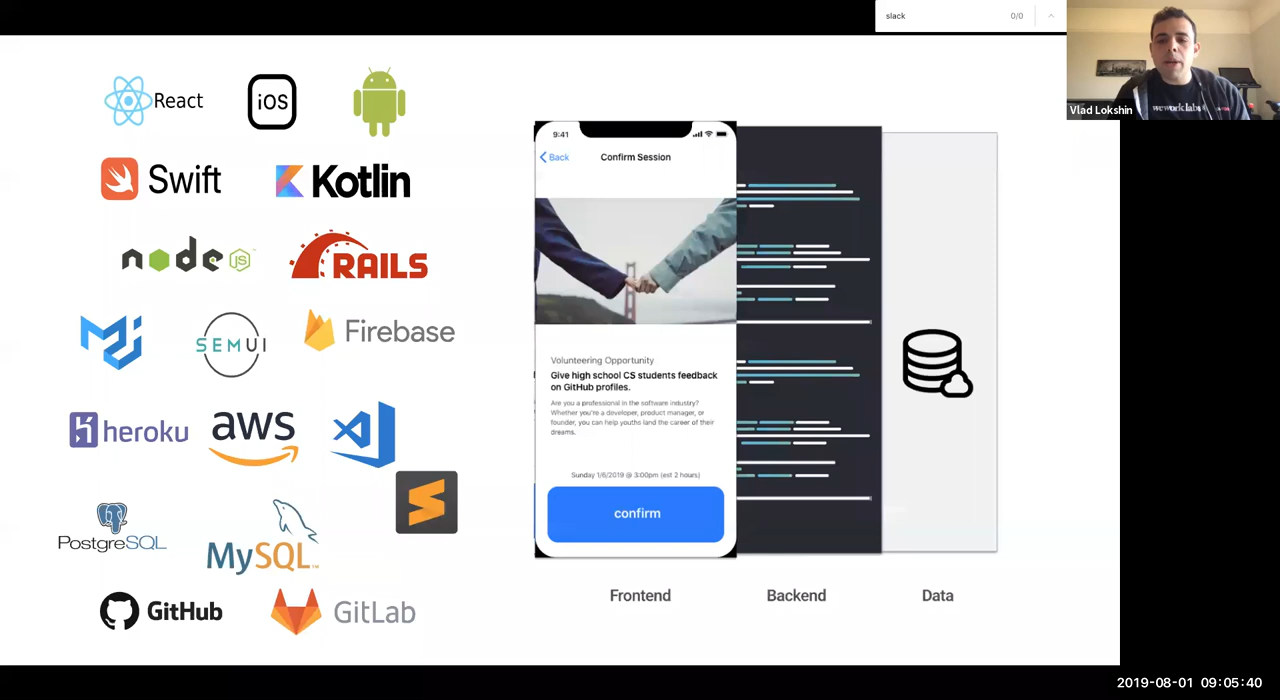 slack
0/0
Vlad Lokshin
weworklabs
React
iOS
Swift
Kotlin
node
JS
RAILS
SEMUI
Firebase
heroku
aws
PostgreSQL
MySQL
GitHub
GitLab
9:41
Back
Confirm Session
Volunteering Opportunity
Give high school CS students feedback
on GitHub profiles.
Are you a professional in the software industry?
Whether you're a developer, product manager, or
founder, you can help youths land the career of their
dreams.
Sunday 1/6/2019 @ 3:00pm (ext 2 hours)
confirm
Frontend
Backend
Data
2019-08-01 09:05:40